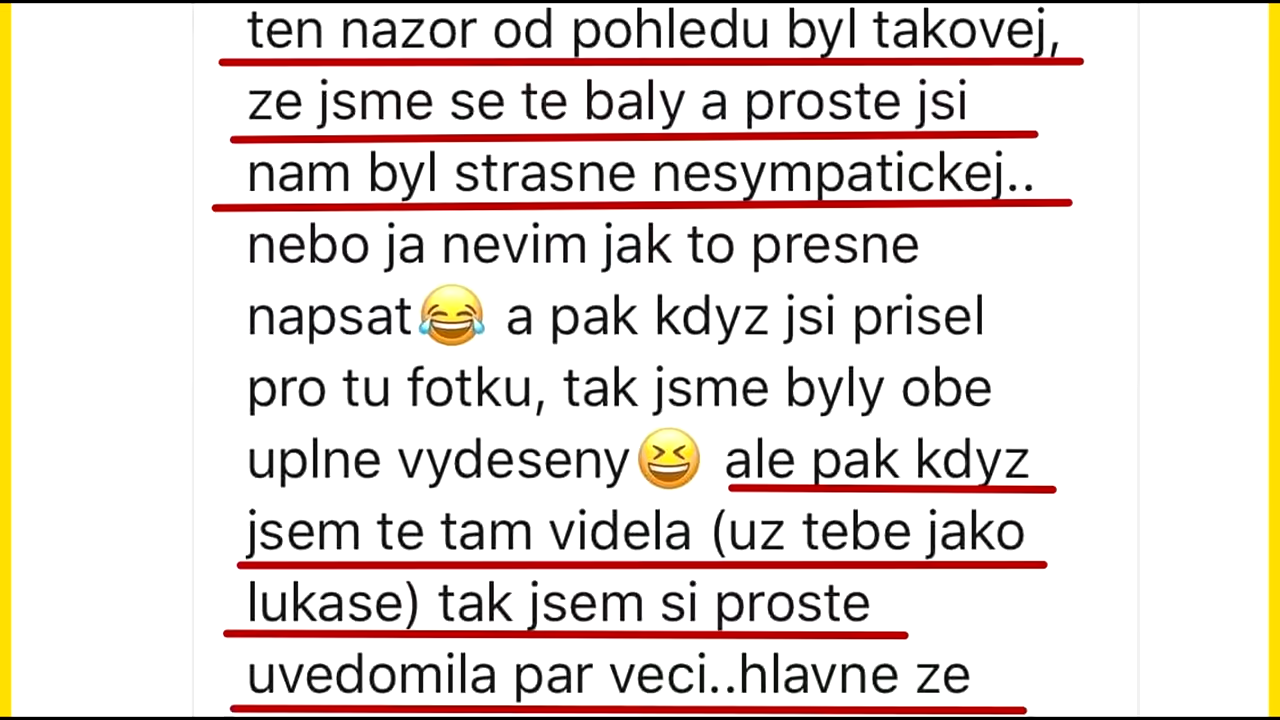 ten nazor od pohledu byl takovej,
ze jsme se te baly a proste jsi
nam byl strasne nesympatickej..
nebo ja nevim jak to presne
napsat😂 a pak kdyz jsi prisel
pro tu fotku, tak jsme byly obe
uplne vydeseny😆 ale pak kdyz
jsem te tam videla (uz tebe jako
lukase) tak jsem si proste
uvedomila par veci..hlavne ze